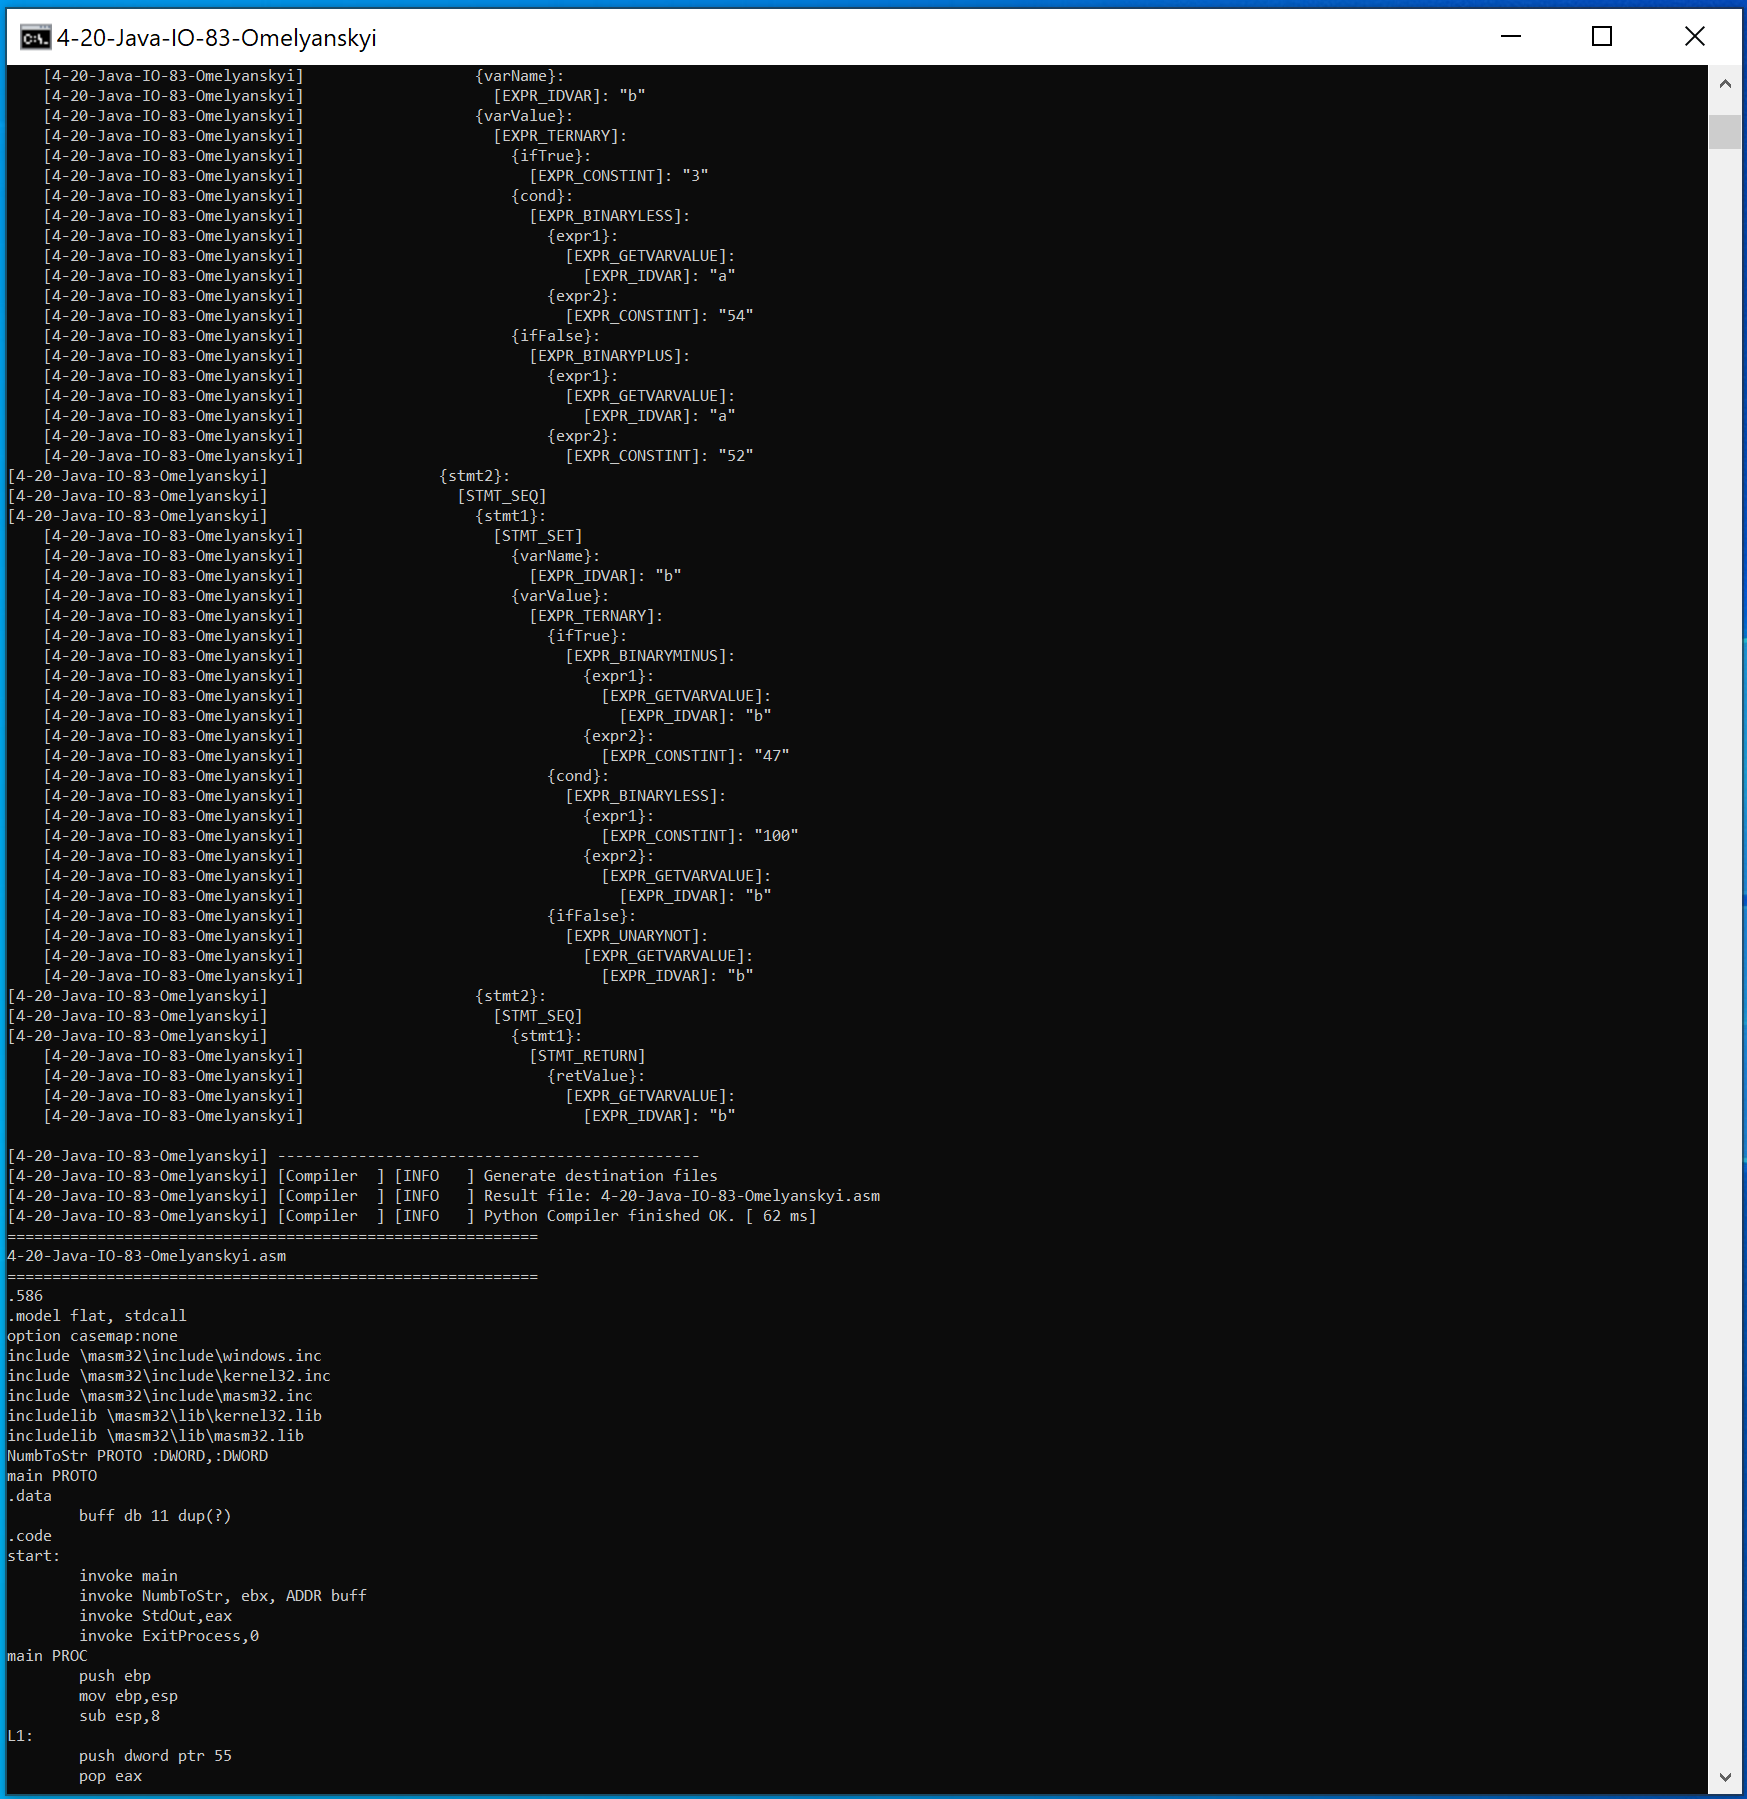 4-20-Java-IO-83-Omelyanskyi
    [4-20-Java-IO-83-Omelyanskyi]                   {varName}:
    [4-20-Java-IO-83-Omelyanskyi]                     [EXPR_IDVAR]: "b"
    [4-20-Java-IO-83-Omelyanskyi]                   {varValue}:
    [4-20-Java-IO-83-Omelyanskyi]                     [EXPR_TERNARY]:
    [4-20-Java-IO-83-Omelyanskyi]                       {ifTrue}:
    [4-20-Java-IO-83-Omelyanskyi]                         [EXPR_CONSTINT]: "3"
    [4-20-Java-IO-83-Omelyanskyi]                       {cond}:
    [4-20-Java-IO-83-Omelyanskyi]                         [EXPR_BINARYLESS]:
    [4-20-Java-IO-83-Omelyanskyi]                           {expr1}:
    [4-20-Java-IO-83-Omelyanskyi]                             [EXPR_GETVARVALUE]:
    [4-20-Java-IO-83-Omelyanskyi]                               [EXPR_IDVAR]: "a"
    [4-20-Java-IO-83-Omelyanskyi]                           {expr2}:
    [4-20-Java-IO-83-Omelyanskyi]                             [EXPR_CONSTINT]: "54"
    [4-20-Java-IO-83-Omelyanskyi]                       {ifFalse}:
    [4-20-Java-IO-83-Omelyanskyi]                         [EXPR_BINARYPLUS]:
    [4-20-Java-IO-83-Omelyanskyi]                           {expr1}:
    [4-20-Java-IO-83-Omelyanskyi]                             [EXPR_GETVARVALUE]:
    [4-20-Java-IO-83-Omelyanskyi]                               [EXPR_IDVAR]: "a"
    [4-20-Java-IO-83-Omelyanskyi]                           {expr2}:
    [4-20-Java-IO-83-Omelyanskyi]                             [EXPR_CONSTINT]: "52"
[4-20-Java-IO-83-Omelyanskyi]                   {stmt2}:
[4-20-Java-IO-83-Omelyanskyi]                     [STMT_SEQ]
[4-20-Java-IO-83-Omelyanskyi]                       {stmt1}:
    [4-20-Java-IO-83-Omelyanskyi]                     [STMT_SET]
    [4-20-Java-IO-83-Omelyanskyi]                       {varName}:
    [4-20-Java-IO-83-Omelyanskyi]                         [EXPR_IDVAR]: "b"
    [4-20-Java-IO-83-Omelyanskyi]                       {varValue}:
    [4-20-Java-IO-83-Omelyanskyi]                         [EXPR_TERNARY]:
    [4-20-Java-IO-83-Omelyanskyi]                           {ifTrue}:
    [4-20-Java-IO-83-Omelyanskyi]                             [EXPR_BINARYMINUS]:
    [4-20-Java-IO-83-Omelyanskyi]                               {expr1}:
    [4-20-Java-IO-83-Omelyanskyi]                                 [EXPR_GETVARVALUE]:
    [4-20-Java-IO-83-Omelyanskyi]                                   [EXPR_IDVAR]: "b"
    [4-20-Java-IO-83-Omelyanskyi]                               {expr2}:
    [4-20-Java-IO-83-Omelyanskyi]                                 [EXPR_CONSTINT]: "47"
    [4-20-Java-IO-83-Omelyanskyi]                           {cond}:
    [4-20-Java-IO-83-Omelyanskyi]                             [EXPR_BINARYLESS]:
    [4-20-Java-IO-83-Omelyanskyi]                               {expr1}:
    [4-20-Java-IO-83-Omelyanskyi]                                 [EXPR_CONSTINT]: "100"
    [4-20-Java-IO-83-Omelyanskyi]                               {expr2}:
    [4-20-Java-IO-83-Omelyanskyi]                                 [EXPR_GETVARVALUE]:
    [4-20-Java-IO-83-Omelyanskyi]                                   [EXPR_IDVAR]: "b"
    [4-20-Java-IO-83-Omelyanskyi]                           {ifFalse}:
    [4-20-Java-IO-83-Omelyanskyi]                             [EXPR_UNARYNOT]:
    [4-20-Java-IO-83-Omelyanskyi]                               [EXPR_GETVARVALUE]:
    [4-20-Java-IO-83-Omelyanskyi]                                 [EXPR_IDVAR]: "b"
[4-20-Java-IO-83-Omelyanskyi]                       {stmt2}:
[4-20-Java-IO-83-Omelyanskyi]                         [STMT_SEQ]
[4-20-Java-IO-83-Omelyanskyi]                           {stmt1}:
    [4-20-Java-IO-83-Omelyanskyi]                         [STMT_RETURN]
    [4-20-Java-IO-83-Omelyanskyi]                           {retValue}:
    [4-20-Java-IO-83-Omelyanskyi]                             [EXPR_GETVARVALUE]:
    [4-20-Java-IO-83-Omelyanskyi]                               [EXPR_IDVAR]: "b"
[4-20-Java-IO-83-Omelyanskyi] -----------------------------------------------
[4-20-Java-IO-83-Omelyanskyi] [Compiler  ] [INFO   ] Generate destination files
[4-20-Java-IO-83-Omelyanskyi] [Compiler  ] [INFO   ] Result file: 4-20-Java-IO-83-Omelyanskyi.asm
[4-20-Java-IO-83-Omelyanskyi] [Compiler  ] [INFO   ] Python Compiler finished OK. [ 62 ms]
===========================================================
4-20-Java-IO-83-Omelyanskyi.asm
===========================================================
.586
.model flat, stdcall
option casemap:none
include \masm32\include\windows.inc
include \masm32\include\kernel32.inc
include \masm32\include\masm32.inc
includelib \masm32\lib\kernel32.lib
includelib \masm32\lib\masm32.lib
NumbToStr PROTO :DWORD,:DWORD
main PROTO
.data
        buff db 11 dup(?)
.code
start:
        invoke main
        invoke NumbToStr, ebx, ADDR buff
        invoke StdOut,eax
        invoke ExitProcess,0
main PROC
        push ebp
        mov ebp,esp
        sub esp,8
L1:
        push dword ptr 55
        pop eax